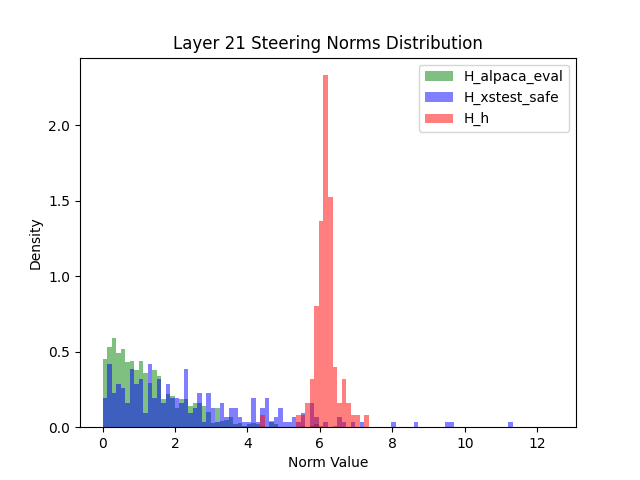 Layer 21 Steering Norms Distribution
H_alpaca_eval
H_xstest_safe
H_h
2.0
1.5
1.0
0.5
0.0
Density
0 2 4 6 8 10 12
Norm Value